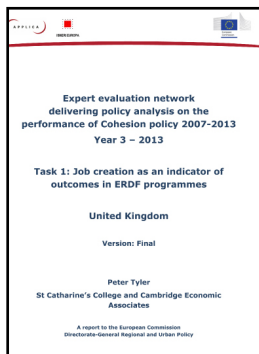 APPLICA
ISMERI EUROPA
European
Commission
Expert evaluation network
delivering policy analysis on the
performance of Cohesion policy 2007-2013
Year 3 – 2013
Task 1: Job creation as an indicator of
outcomes in ERDF programmes
United Kingdom
Version: Final
Peter Tyler
St Catharine's College and Cambridge Economic
Associates
A report to the European Commission
Directorate-General Regional and Urban Policy